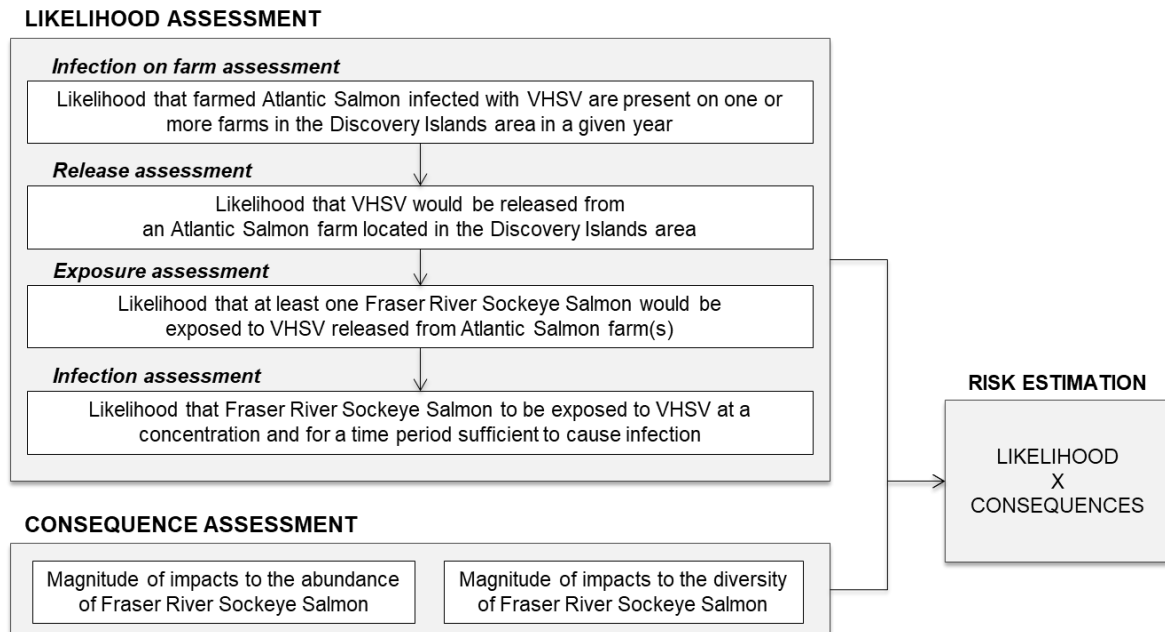 LIKELIHOOD ASSESSMENT
Infection on farm assessment
Likelihood that farmed Atlantic Salmon infected with VHSV are present on one or
more farms in the Discovery Islands area in a given year
Release assessment
Likelihood that VHSV would be released from
an Atlantic Salmon farm located in the Discovery Islands area
Exposure assessment
Likelihood that at least one Fraser River Sockeye Salmon would be
exposed to VHSV released from Atlantic Salmon farm(s)
Infection assessment
Likelihood that Fraser River Sockeye Salmon to be exposed to VHSV at a
concentration and for a time period sufficient to cause infection
CONSEQUENCE ASSESSMENT
Magnitude of impacts to the abundance
of Fraser River Sockeye Salmon
Magnitude of impacts to the diversity
of Fraser River Sockeye Salmon
RISK ESTIMATION
LIKELIHOOD
X
CONSEQUENCES